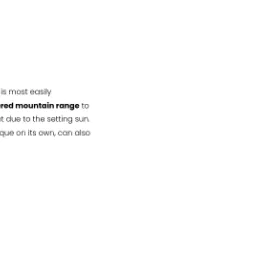 is most easily
red mountain range to
t due to the setting sun.
que on its own, can also